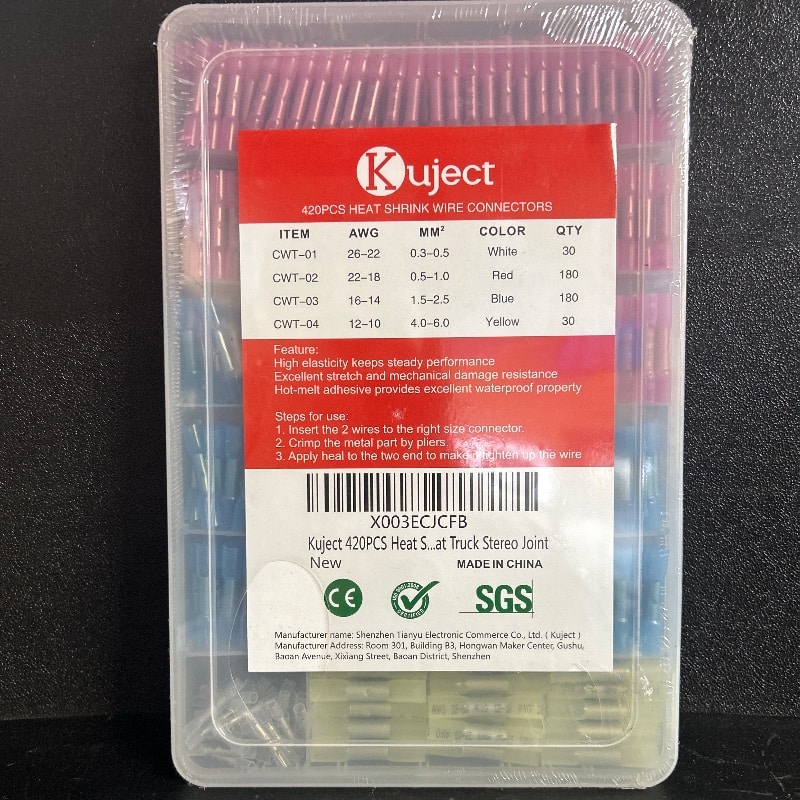 Kuject
420PCS HEAT SHRINK WIRE CONNECTORS
ITEM AWG MM² COLOR QTY
CWT-01 26-22 0.3-0.5 White 30
CWT-02 22-18 0.5-1.0 Red 180
CWT-03 16-14 1.5-2.5 Blue 180
CWT-04 12-10 4.0-6.0 Yellow 30
Feature:
High elasticity keeps steady performance
Excellent stretch and mechanical damage resistance
Hot-melt adhesive provides excellent waterproof property
Steps for use:
1. Insert the 2 wires to the right size connector.
2. Crimp the metal part by pliers.
3. Apply heal to the two end to make tighten up the wire
X003ECJCFB
Kuject 420PCS Heat S...at Truck Stereo Joint
New MADE IN CHINA
CE CERTIFIED SGS
Manufacturer name: Shenzhen Tianyu Electronic Commerce Co., Ltd. ( Kuject )
Manufacturer Address: Room 301, Building B3, Hongwan Maker Center, Gushu,
Baoan Avenue, Xixiang Street, Baoan District, Shenzhen